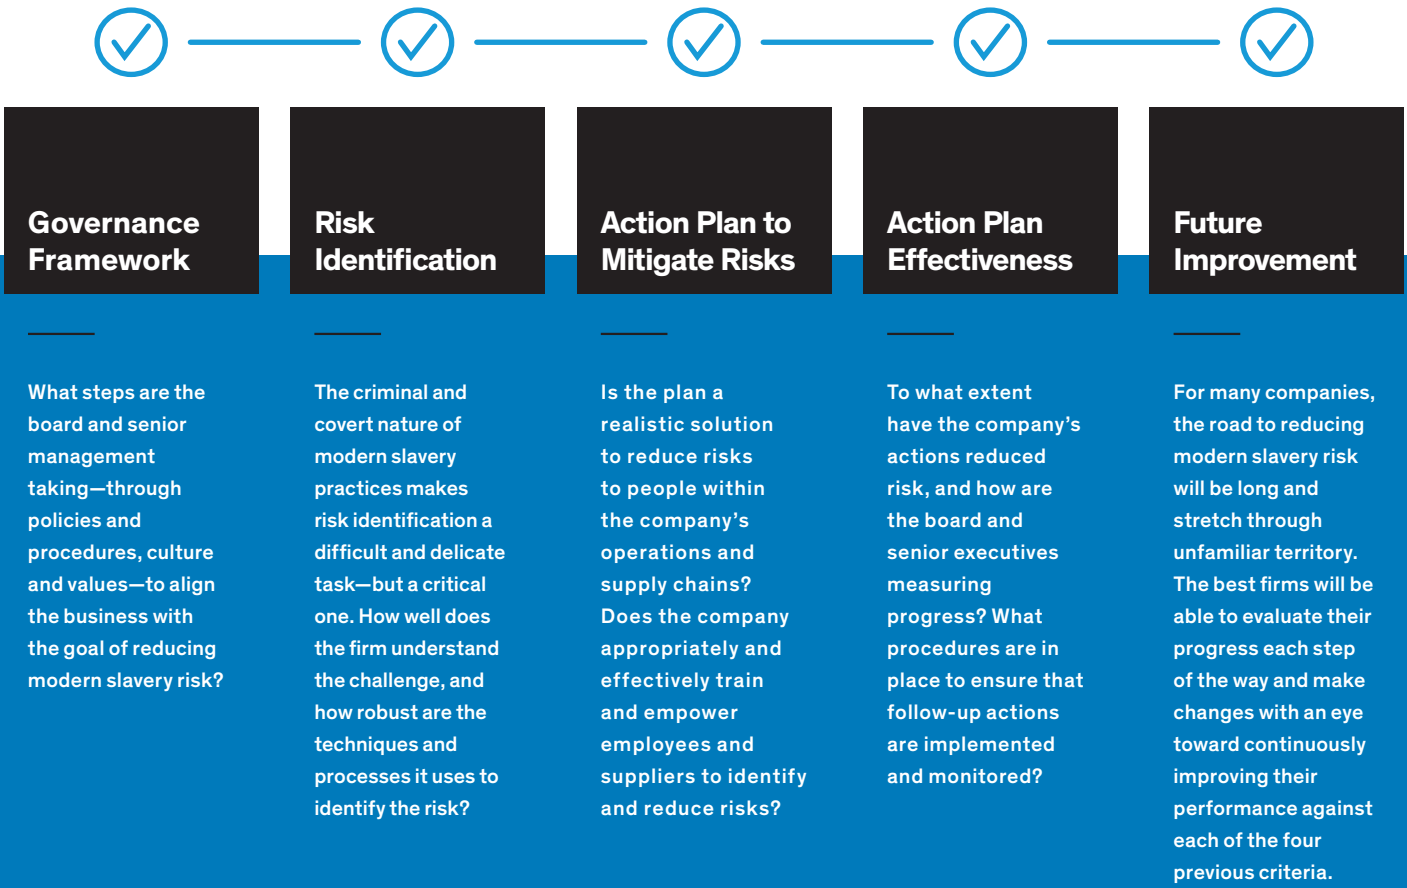 Governance
Framework
What steps are the
board and senior
management
taking—through
policies and
procedures, culture
and values—to align
the business with
the goal of reducing
modern slavery risk?
Risk
Identification
The criminal and
covert nature of
modern slavery
practices makes
risk identification a
difficult and delicate
task—but a critical
one. How well does
the firm understand
the challenge, and
how robust are the
techniques and
processes it uses to
identify the risk?
Action Plan to
Mitigate Risks
Is the plan a
realistic solution
to reduce risks
to people within
the company’s
operations and
supply chains?
Does the company
appropriately and
effectively train
and empower
employees and
suppliers to identify
and reduce risks?
Action Plan
Effectiveness
To what extent
have the company’s
actions reduced
risk, and how are
the board and
senior executives
measuring
progress? What
procedures are in
place to ensure that
follow-up actions
are implemented
and monitored?
Future
Improvement
For many companies,
the road to reducing
modern slavery risk
will be long and
stretch through
unfamiliar territory.
The best firms will be
able to evaluate their
progress each step
of the way and make
changes with an eye
toward continuously
improving their
performance against
each of the four
previous criteria.